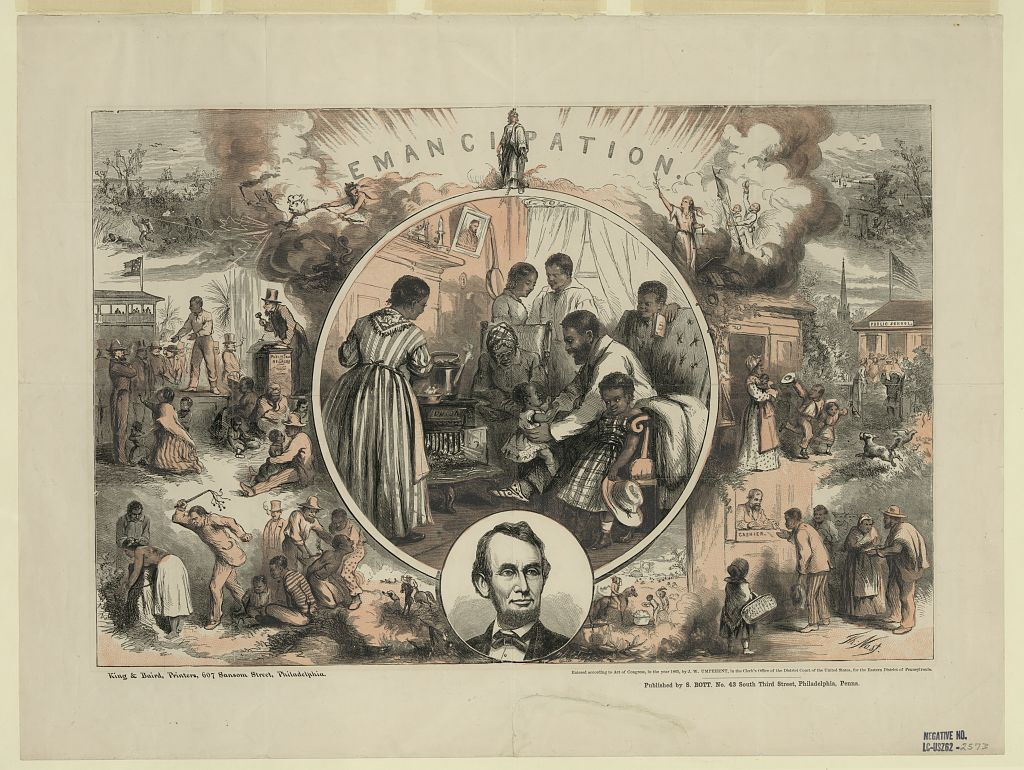 EMANCIPATION.
PUBLIC SCHOOL
CASHIER.
Th. Nast.
King & Baird, Printers, 607 Sansom Street, Philadelphia.
Entered according to Act of Congress, in the year 1865, by J. W. UMPEHENT, in the Clerk's Office of the District Court of the United States, for the Eastern District of Pennsylvania.
Published by S. BOTT, No. 43 South Third Street, Philadelphia, Penna.
NEGATIVE NO.
LC-USZ62-2573